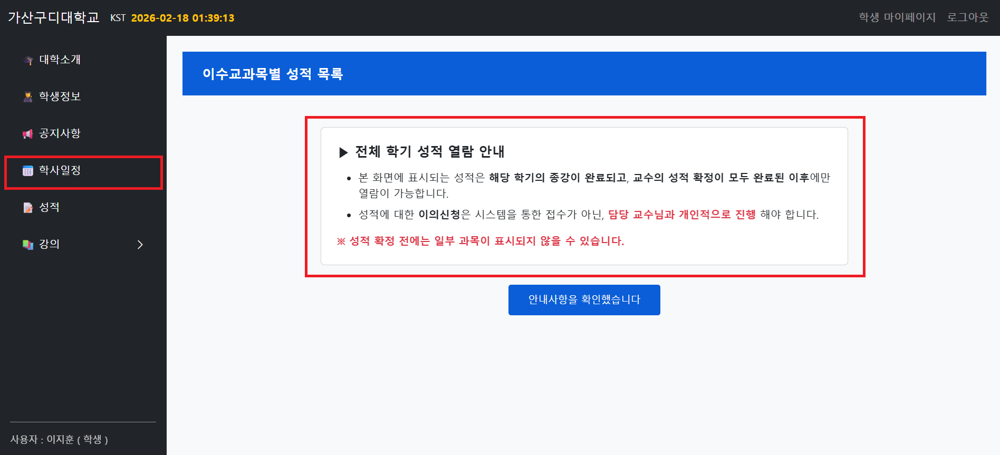 가산구디대학교 KST 2026-02-18 01:39:13 학생 마이페이지 로그아웃
대학소개
학생정보
공지사항
학사일정
성적
강의
사용자 : 이지훈 ( 학생 )
이수교과목별 성적 목록
▶ 전체 학기 성적 열람 안내
• 본 화면에 표시되는 성적은 해당 학기의 종강이 완료되고, 교수의 성적 확정이 모두 완료된 이후에만
열람이 가능합니다.
• 성적에 대한 이의신청은 시스템을 통한 접수가 아닌, 담당 교수님과 개인적으로 진행 해야 합니다.
※ 성적 확정 전에는 일부 과목이 표시되지 않을 수 있습니다.
안내사항을 확인했습니다